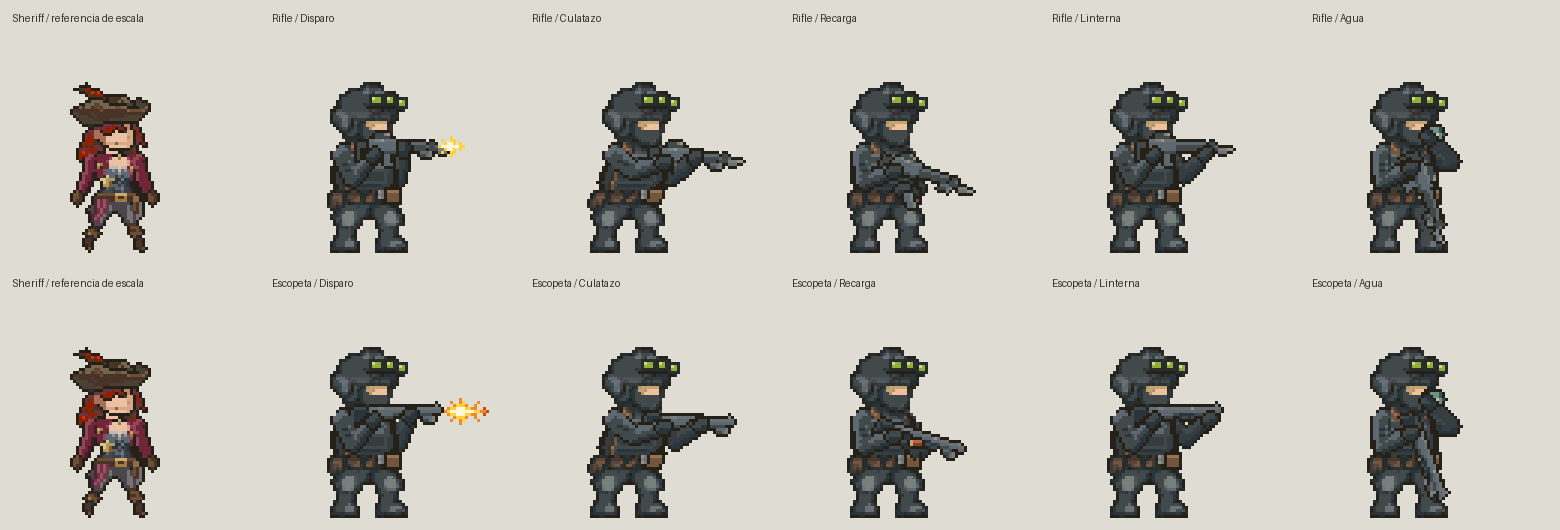 Sheriff / referencia de escala
Rifle / Disparo
Rifle / Culatazo
Rifle / Recarga
Rifle / Linterna
Rifle / Agua
Sheriff / referencia de escala
Escopeta / Disparo
Escopeta / Culatazo
Escopeta / Recarga
Escopeta / Linterna
Escopeta / Agua